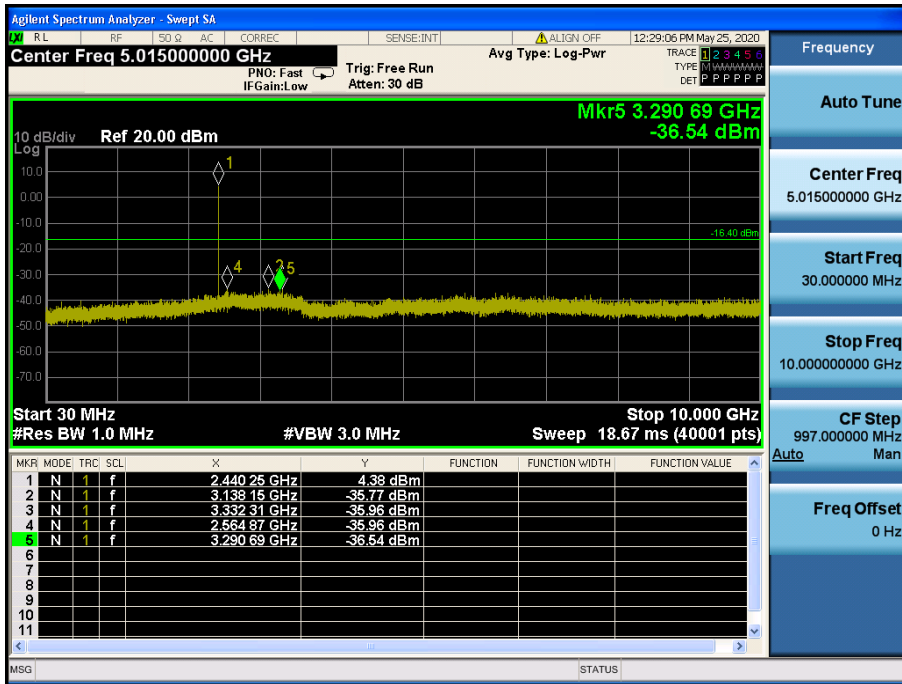 Agilent Spectrum Analyzer - Swept SA
LXI RL RF 50 Ω AC CORREC SENSE:INT ALIGN OFF 12:29:06 PM May 25, 2020
Center Freq 5.015000000 GHz Avg Type: Log-Pwr TRACE 1 2 3 4 5 6
PNO: Fast Trig: Free Run TYPE M WWWWW
IFGain:Low Atten: 30 dB DET P P P P P P
Mkr5 3.290 69 GHz
-36.54 dBm
10 dB/div Ref 20.00 dBm
Log
10.0
0.00
-10.0
-20.0
-30.0
-40.0
-50.0
-60.0
-70.0
1
-16.40 dBm
4 5
Start 30 MHz Stop 10.000 GHz
#Res BW 1.0 MHz #VBW 3.0 MHz Sweep 18.67 ms (40001 pts)
MKR MODE TRC SCL X Y FUNCTION FUNCTION WIDTH FUNCTION VALUE
1 N 1 f 2.440 25 GHz 4.38 dBm
2 N 1 f 3.138 15 GHz -35.77 dBm
3 N 1 f 3.332 31 GHz -35.96 dBm
4 N 1 f 2.564 87 GHz -35.96 dBm
5 N 1 f 3.290 69 GHz -36.54 dBm
6
7
8
9
10
11
MSG STATUS
Frequency
Auto Tune
Center Freq
5.015000000 GHz
Start Freq
30.000000 MHz
Stop Freq
10.000000000 GHz
CF Step
997.000000 MHz
Auto Man
Freq Offset
0 Hz